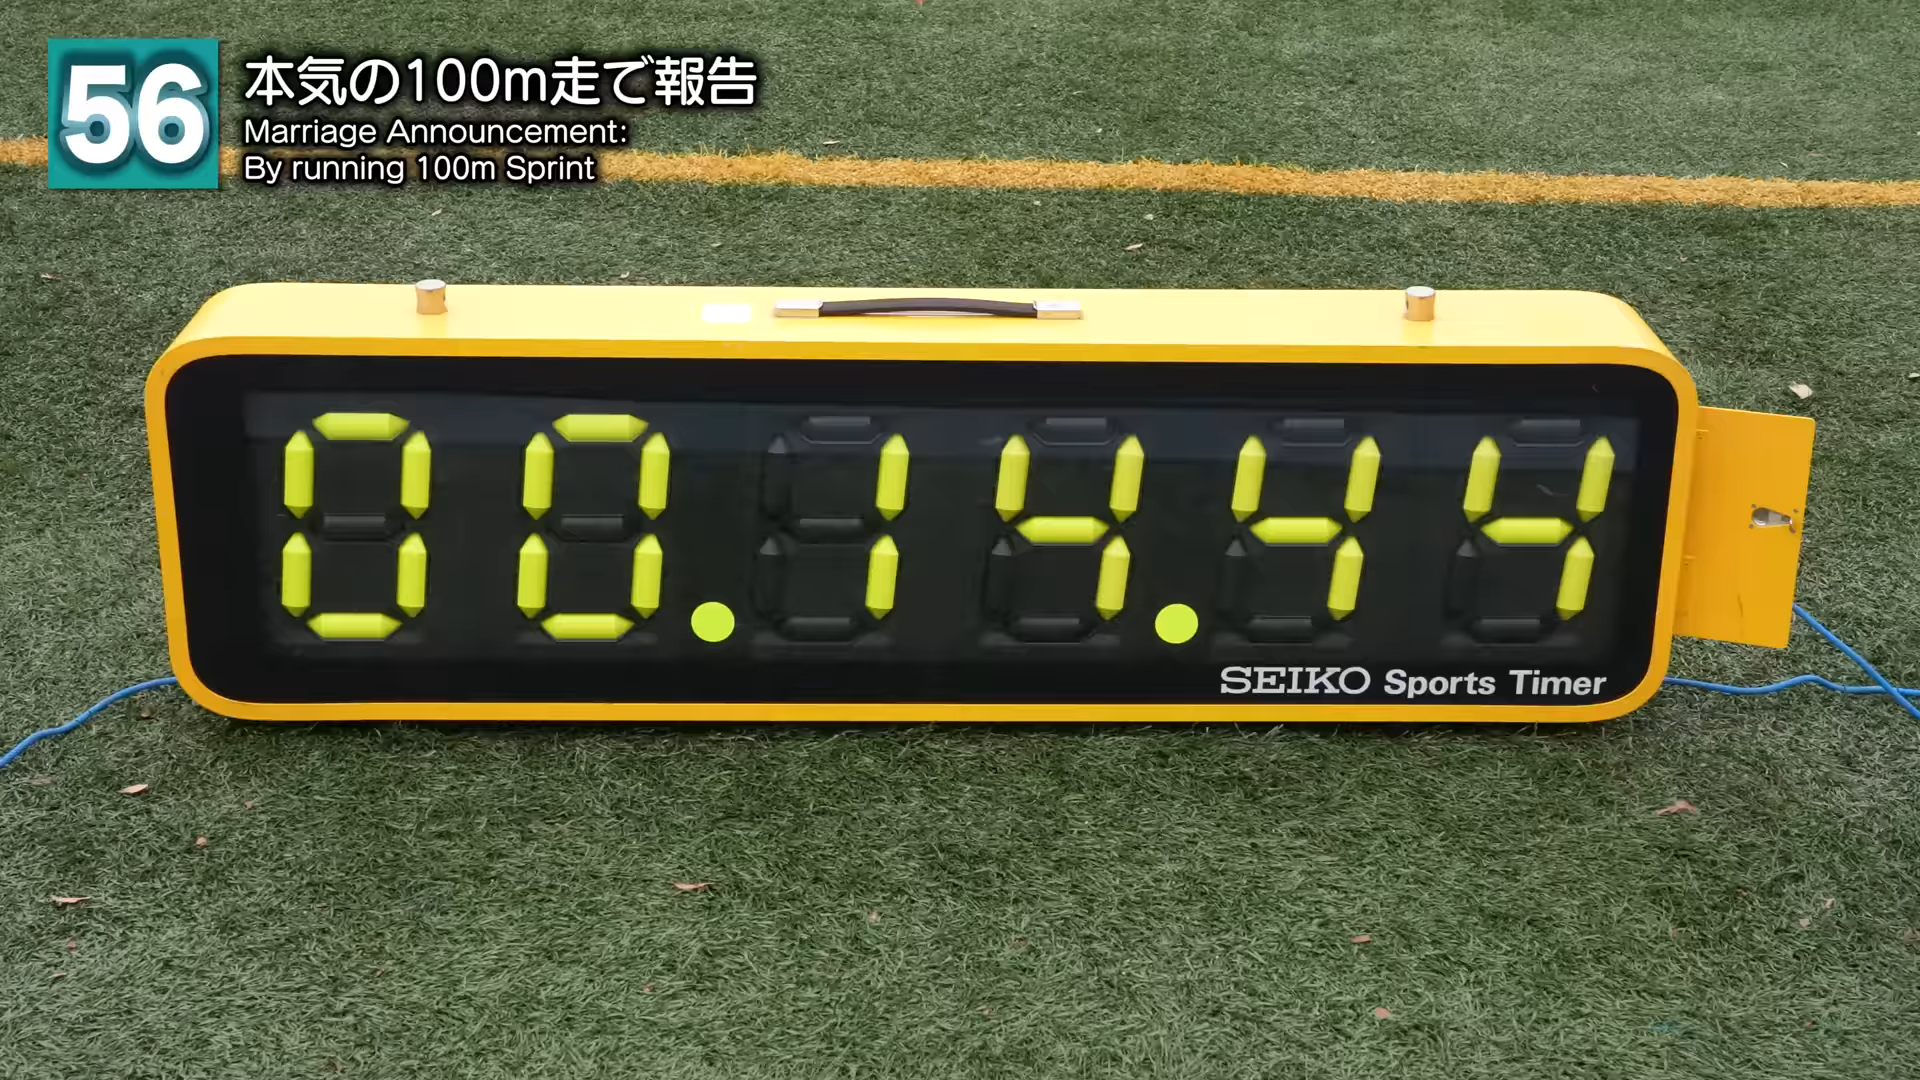 56
本気の100m走で報告
Marriage Announcement:
By running 100m Sprint
00.14.44
SEIKO Sports Timer